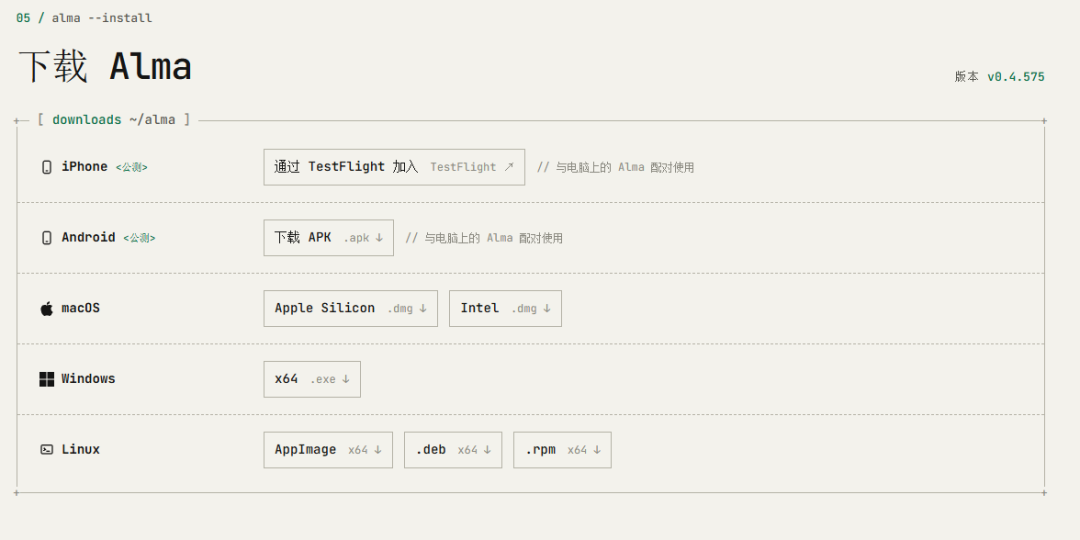 05 / alma --install
下载 Alma
版本 v0.4.575
[ downloads ~/alma ]
iPhone <公测> 通过 TestFlight 加入 TestFlight ↗ // 与电脑上的 Alma 配对使用
Android <公测> 下载 APK .apk ↓ // 与电脑上的 Alma 配对使用
macOS Apple Silicon .dmg ↓ Intel .dmg ↓
Windows x64 .exe ↓
Linux AppImage x64 ↓ .deb x64 ↓ .rpm x64 ↓